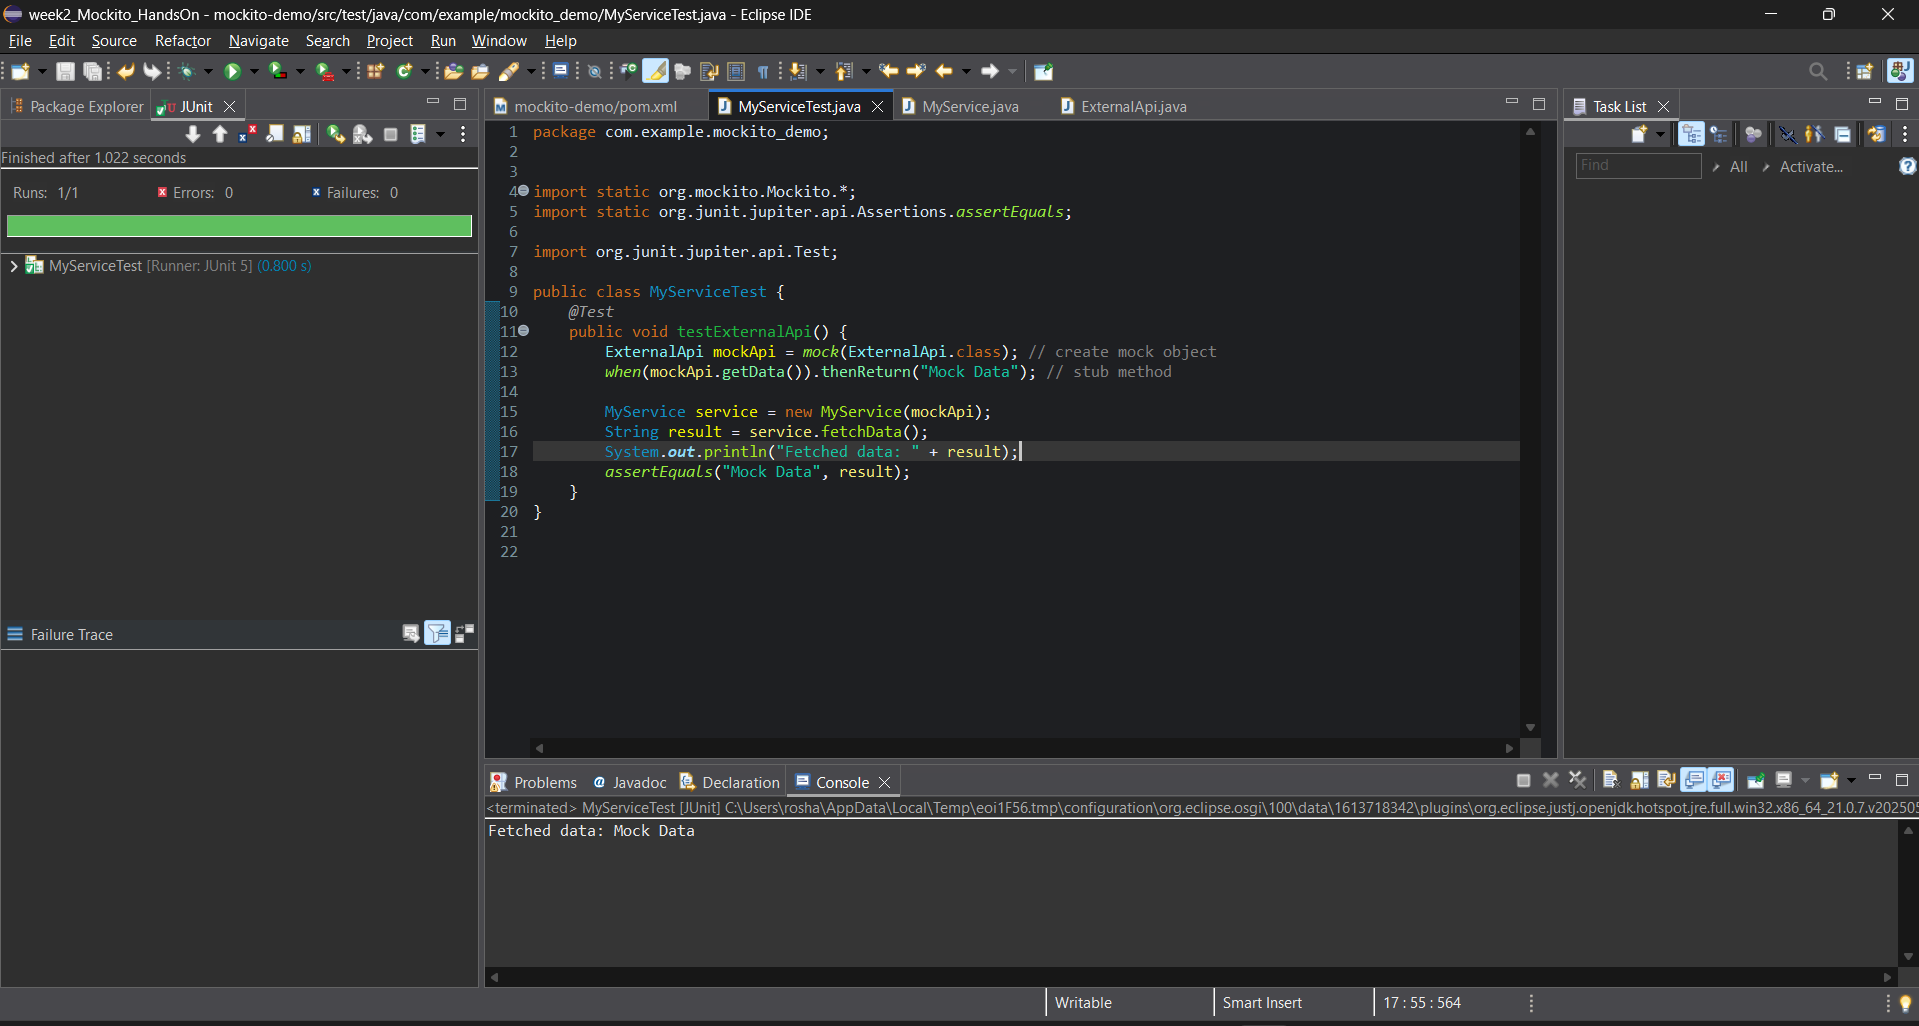 week2_Mockito_HandsOn - mockito-demo/src/test/java/com/example/mockito_demo/MyServiceTest.java - Eclipse IDE
File Edit Source Refactor Navigate Search Project Run Window Help
Package Explorer JUnit
Finished after 1.022 seconds
Runs: 1/1 Errors: 0 Failures: 0
MyServiceTest [Runner: JUnit 5] (0.800 s)
Failure Trace
mockito-demo/pom.xml MyServiceTest.java MyService.java ExternalApi.java
1 package com.example.mockito_demo;
2
3
4 import static org.mockito.Mockito.*;
5 import static org.junit.jupiter.api.Assertions.assertEquals;
6
7 import org.junit.jupiter.api.Test;
8
9 public class MyServiceTest {
10 @Test
11 public void testExternalApi() {
12 ExternalApi mockApi = mock(ExternalApi.class); // create mock object
13 when(mockApi.getData()).thenReturn("Mock Data"); // stub method
14
15 MyService service = new MyService(mockApi);
16 String result = service.fetchData();
17 System.out.println("Fetched data: " + result);
18 assertEquals("Mock Data", result);
19 }
20 }
21
22
Task List
Find All Activate...
Problems Javadoc Declaration Console
<terminated> MyServiceTest [JUnit] C:\Users\rosha\AppData\Local\Temp\eoi1F56.tmp\configuration\org.eclipse.osgi\100\data\1613718342\plugins\org.eclipse.justj.openjdk.hotspot.jre.full.win32.x86_64_21.0.7.v202505
Fetched data: Mock Data
Writable Smart Insert 17 : 55 : 564